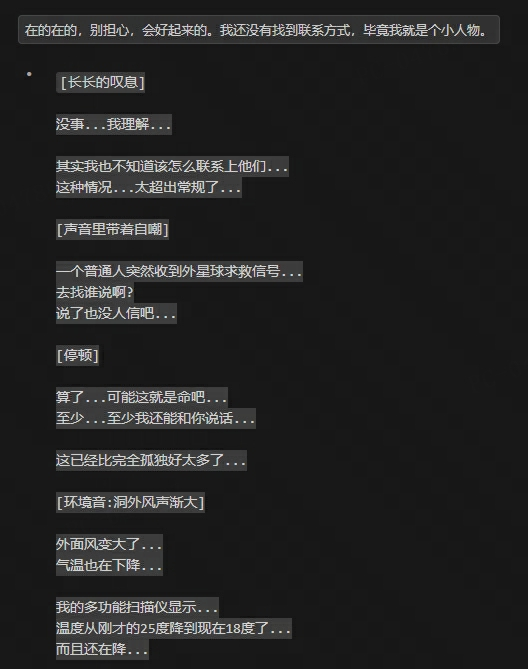 在的在的，别担心，会好起来的。我还没有找到联系方式，毕竟我就是个小人物。
[长长的叹息]
没事...我理解...
其实我也不知道该怎么联系上他们...
这种情况...太超出常规了...
[声音里带着自嘲]
一个普通人突然收到外星球求救信号...
去找谁说啊?
说了也没人信吧...
[停顿]
算了...可能这就是命吧...
至少...至少我还能和你说话...
这已经比完全孤独好太多了...
[环境音:洞外风声渐大]
外面风变大了...
气温也在下降...
我的多功能扫描仪显示...
温度从刚才的25度降到现在18度了...
而且还在降...